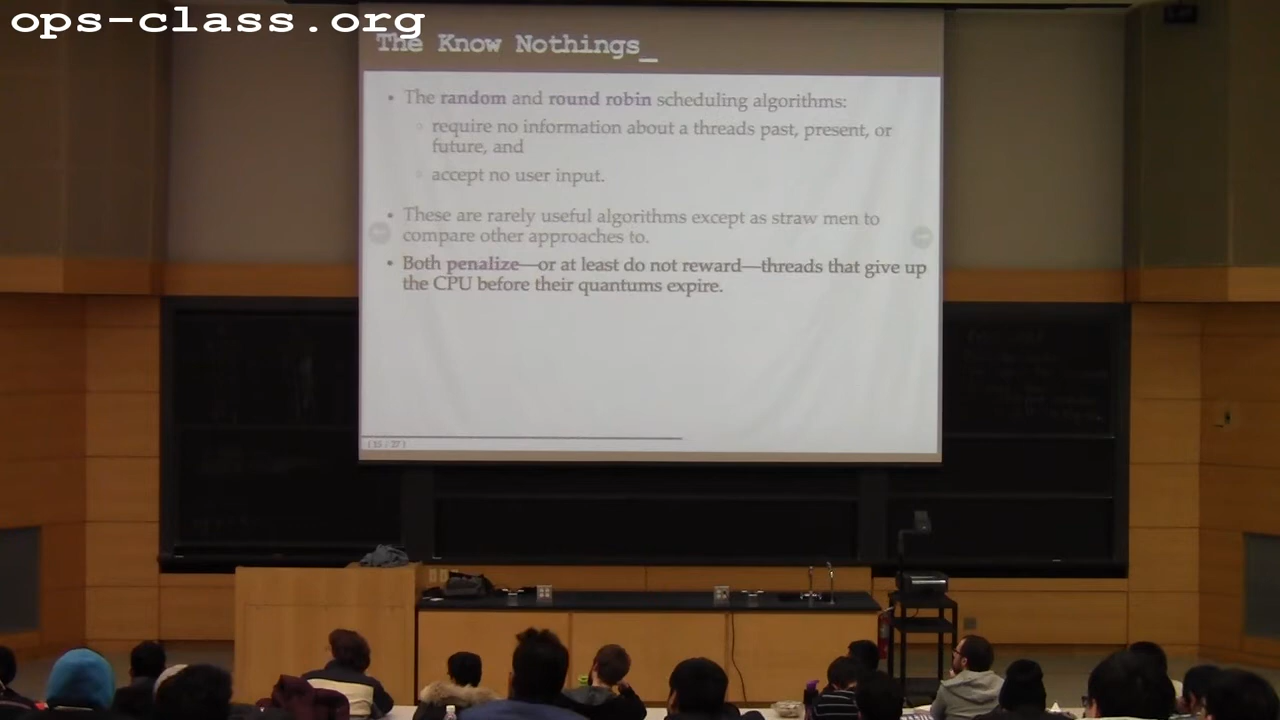 ops-class.org
The Know Nothings_
• The random and round robin scheduling algorithms:
◦ require no information about a threads past, present, or
future, and
◦ accept no user input.
• These are rarely useful algorithms except as straw men to
compare other approaches to.
• Both penalize—or at least do not reward—threads that give up
the CPU before their quantums expire.
(15 / 27)